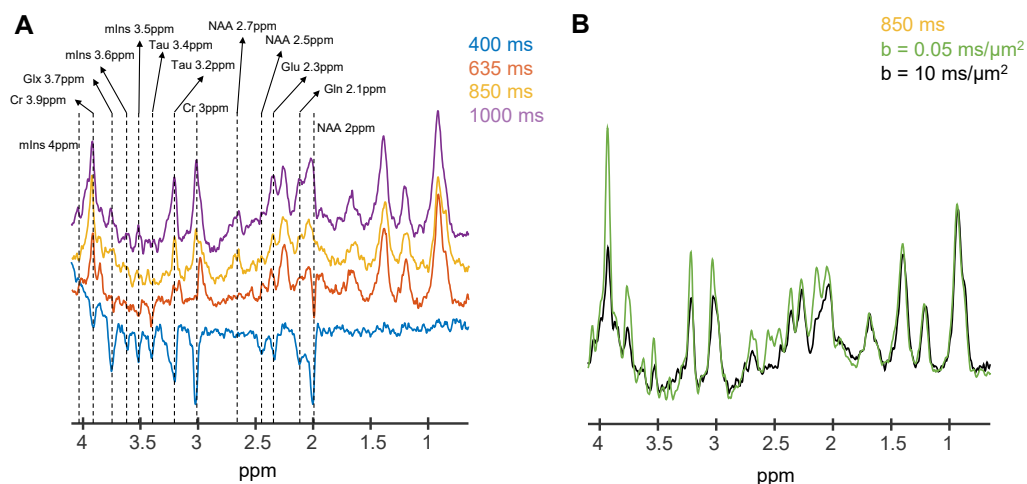 A
mIns 3.5ppm
NAA 2.7ppm
Tau 3.4ppm
NAA 2.5ppm
mIns 3.6ppm
Tau 3.2ppm
Glu 2.3ppm
Glx 3.7ppm
Gln 2.1ppm
Cr 3.9ppm
Cr 3ppm
NAA 2ppm
mIns 4ppm
400 ms
635 ms
850 ms
1000 ms
4 3.5 3 2.5 2 1.5 1
ppm
B
850 ms
b = 0.05 ms/µm²
b = 10 ms/µm²
4 3.5 3 2.5 2 1.5 1
ppm